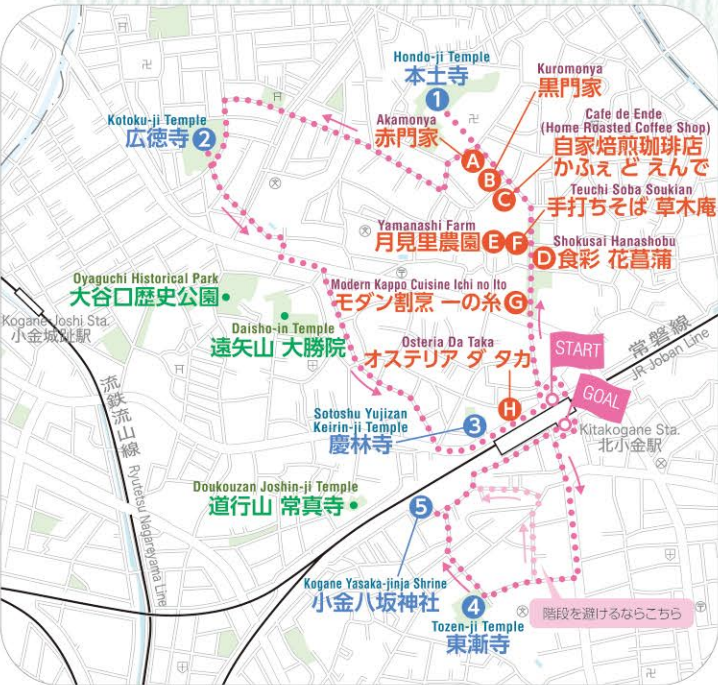 Hondo-ji Temple
本土寺
1
Kuromonya
黒門家
Kotoku-ji Temple
広徳寺
2
Akamonya
赤門家
A
B
C
Cafe de Ende
(Home Roasted Coffee Shop)
自家焙煎珈琲店
かふぇ ど えんで
Teuchi Soba Soukian
手打ちそば 草木庵
Yamanashi Farm
月見里農園
E
F
Shokusai Hanashobu
D
食彩 花菖蒲
Oyaguchi Historical Park
大谷口歴史公園
Modern Kappo Cuisine Ichi no Ito
モダン割烹 一の糸
G
Kogane-Joshi Sta.
小金城趾駅
Daisho-in Temple
遠矢山 大勝院
Osteria Da Taka
オステリア ダ タカ
H
START
GOAL
常磐線
JR Joban Line
流鉄流山線
Ryutetsu Nagareyama Line
Sotoshu Yujizan
Keirin-ji Temple
慶林寺
3
Kitakogane Sta.
北小金駅
Doukouzan Joshin-ji Temple
道行山 常真寺
5
Kogane Yasaka-jinja Shrine
小金八坂神社
4
Tozen-ji Temple
東漸寺
階段を避けるならこちら